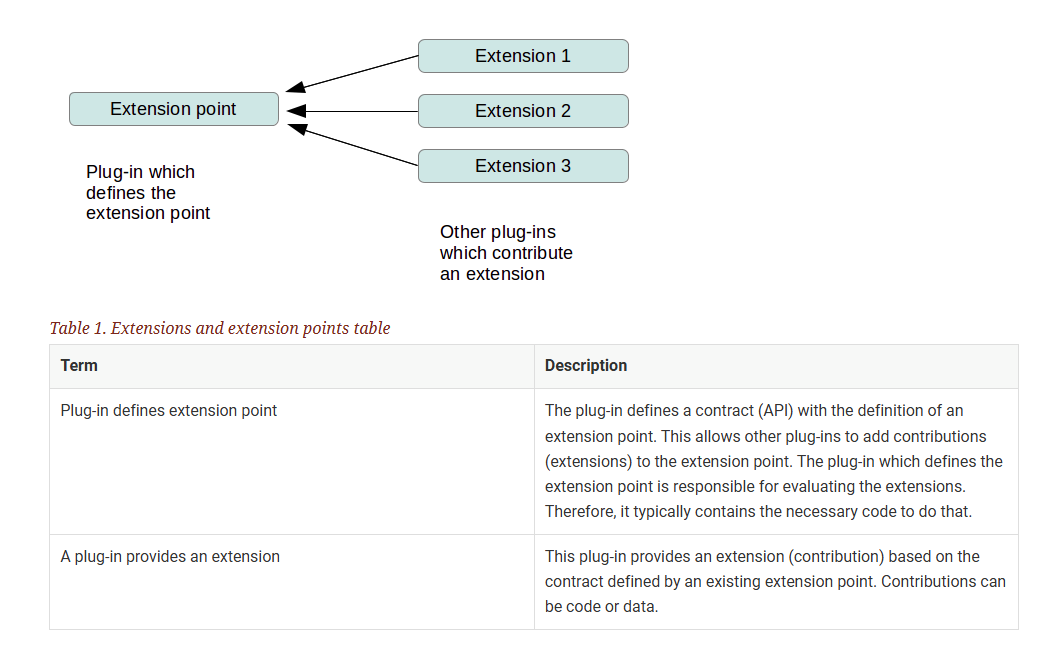 Extension 1
Extension point
Extension 2
Extension 3
Plug-in which
defines the
extension point
Other plug-ins
which contribute
an extension
Table 1. Extensions and extension points table
Term
Description
Plug-in defines extension point
The plug-in defines a contract (API) with the definition of an
extension point. This allows other plug-ins to add contributions
(extensions) to the extension point. The plug-in which defines the
extension point is responsible for evaluating the extensions.
Therefore, it typically contains the necessary code to do that.
A plug-in provides an extension
This plug-in provides an extension (contribution) based on the
contract defined by an existing extension point. Contributions can
be code or data.